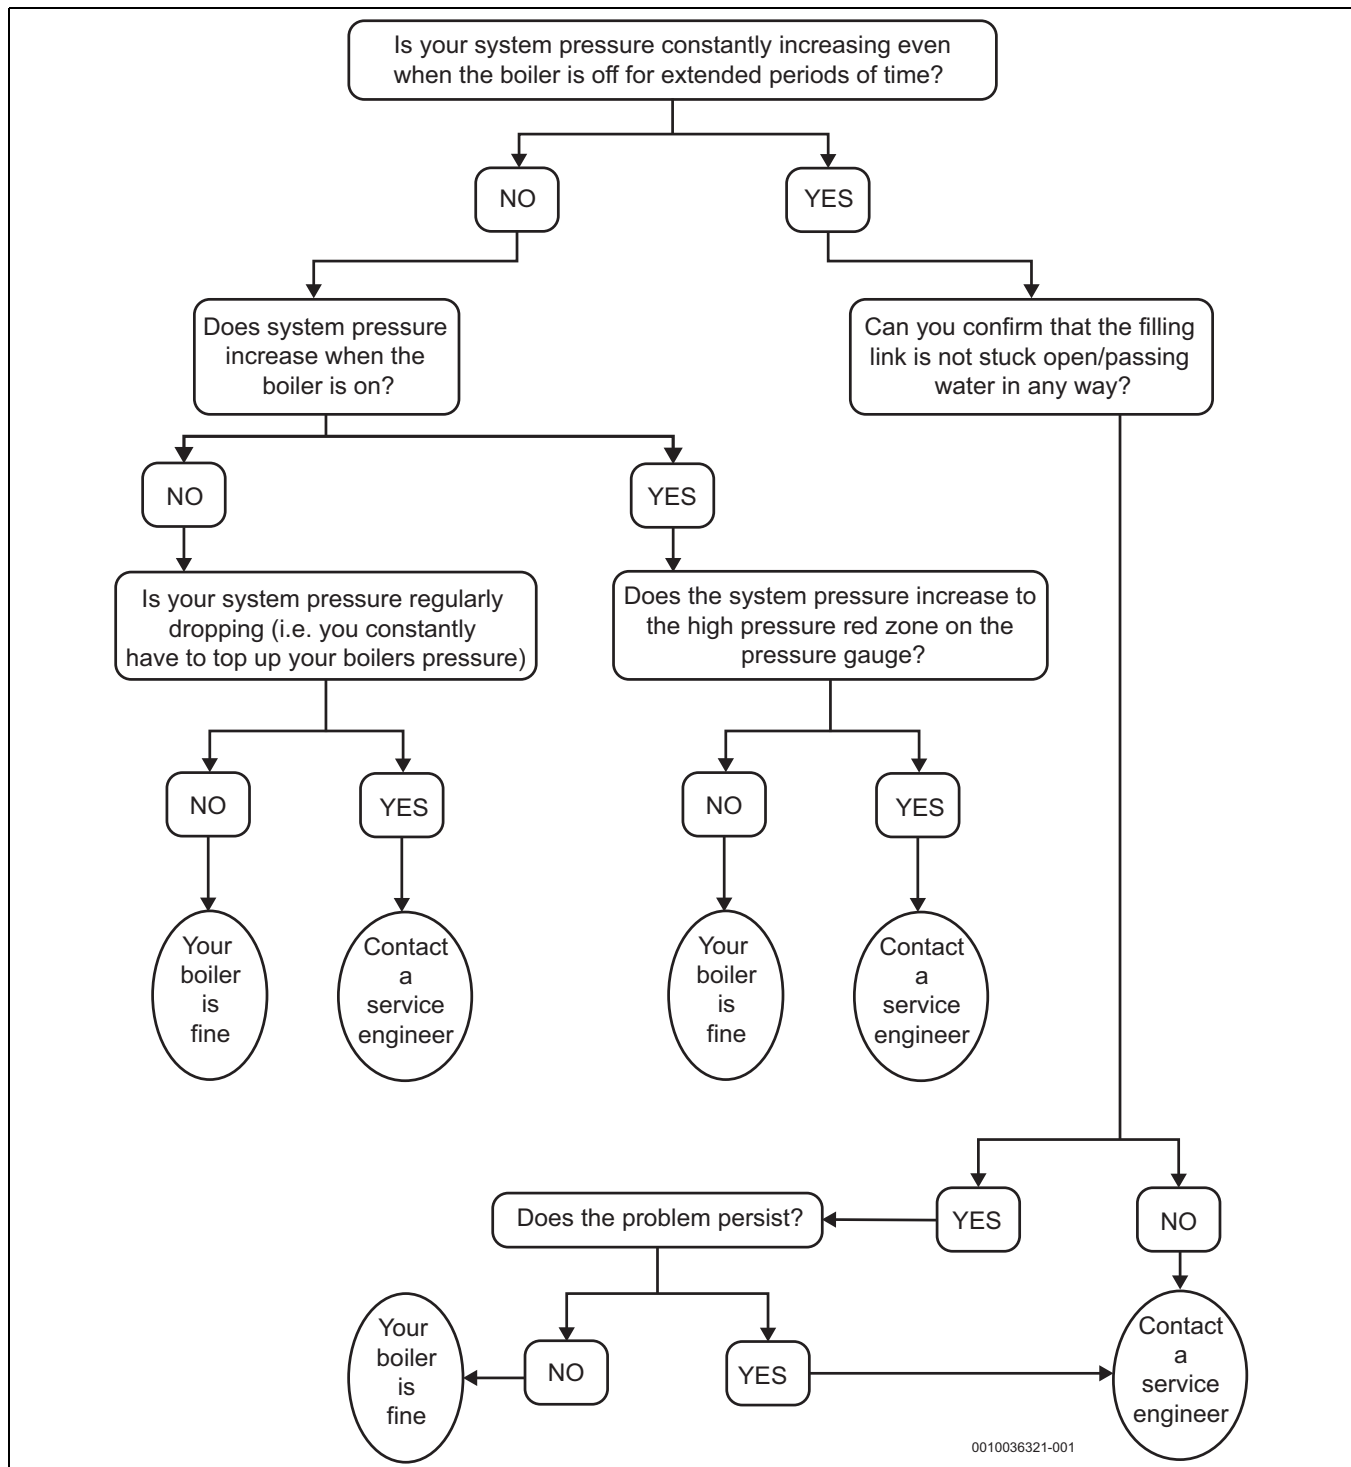 Is your system pressure constantly increasing even
when the boiler is off for extended periods of time?
NO
YES
Does system pressure
increase when the
boiler is on?
Can you confirm that the filling
link is not stuck open/passing
water in any way?
NO
YES
Is your system pressure regularly
dropping (i.e. you constantly
have to top up your boilers pressure)
Does the system pressure increase to
the high pressure red zone on the
pressure gauge?
NO
YES
NO
YES
Your
boiler
is
fine
Contact
a
service
engineer
Your
boiler
is
fine
Contact
a
service
engineer
Does the problem persist?
YES
NO
Your
boiler
is
fine
NO
YES
Contact
a
service
engineer
0010036321-001